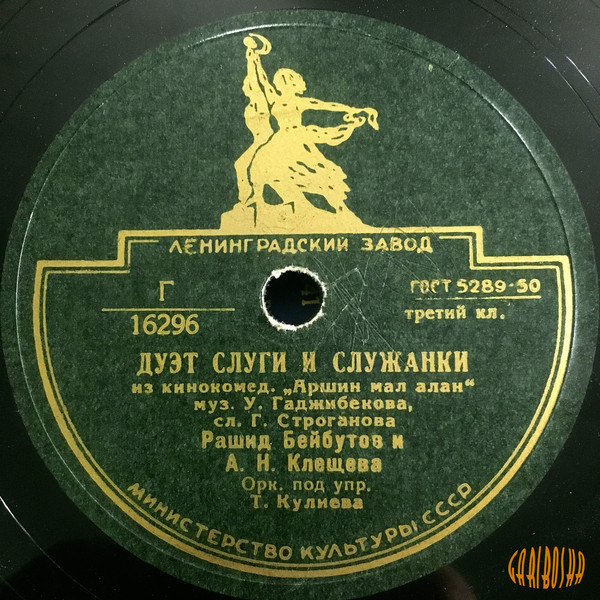 ЛЕНИНГРАДСКИЙ ЗАВОД
Г
16296
ГОСТ 5289-50
третий кл.
ДУЭТ СЛУГИ И СЛУЖАНКИ
из кинокомед. „Аршин мал алан“
муз. У. Гаджибекова,
сл. Г. Строганова
Рашид Бейбутов и
А. Н. Клещева
Орк. под упр.
Т. Кулиева
МИНИСТЕРСТВО КУЛЬТУРЫ СССР